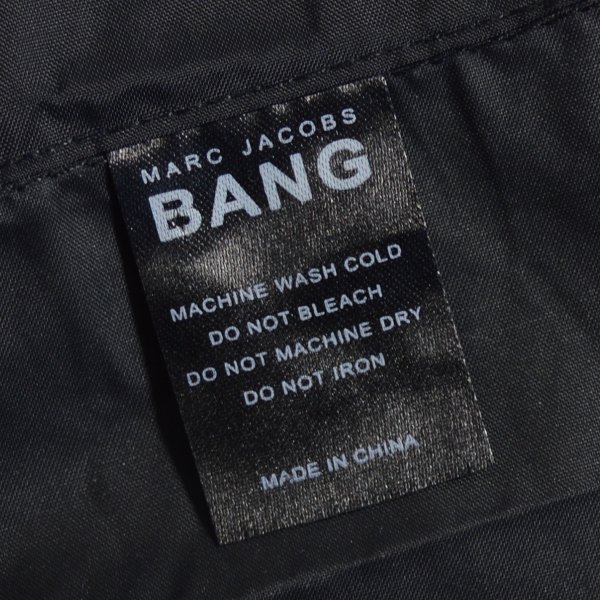 MARC JACOBS
BANG
MACHINE WASH COLD
DO NOT BLEACH
DO NOT MACHINE DRY
DO NOT IRON
MADE IN CHINA